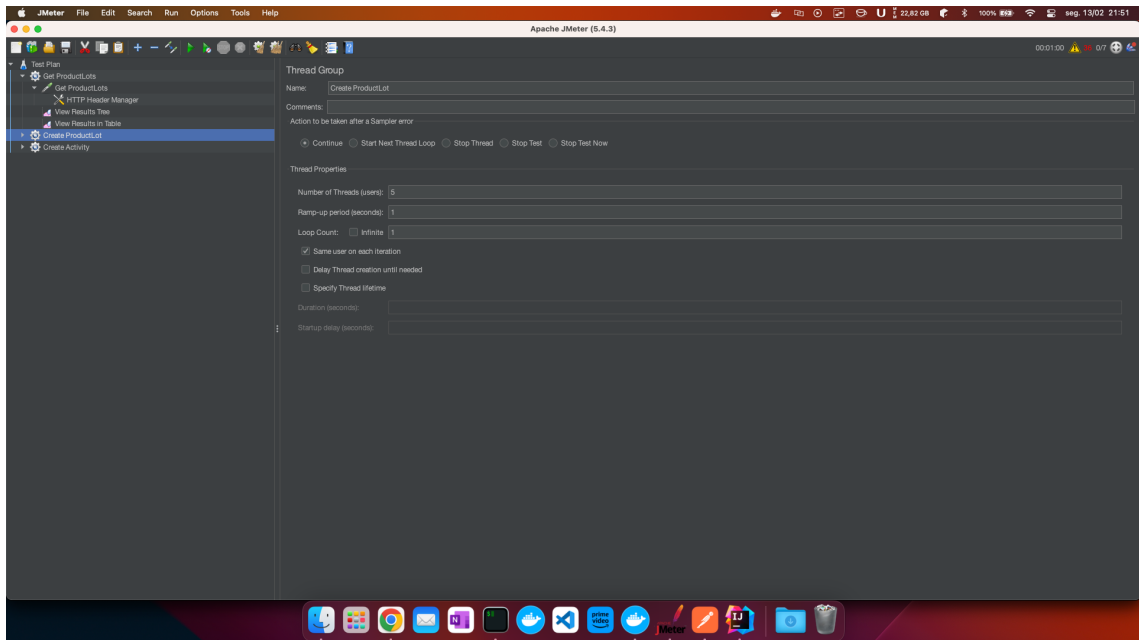 JMeter File Edit Search Run Options Tools Help
22,82 GB 100% seg. 13/02 21:51
Apache JMeter (5.4.3)
00:01:00 0/7
Test Plan
Get ProductLots
Get ProductLots
HTTP Header Manager
View Results Tree
View Results in Table
Create ProductLot
Create Activity
Thread Group
Name: Create ProductLot
Comments:
Action to be taken after a Sampler error
Continue Start Next Thread Loop Stop Thread Stop Test Stop Test Now
Thread Properties
Number of Threads (users): 5
Ramp-up period (seconds): 1
Loop Count: Infinite 1
Same user on each iteration
Delay Thread creation until needed
Specify Thread lifetime
Duration (seconds):
Startup delay (seconds):
prime
video
Meter
IJ